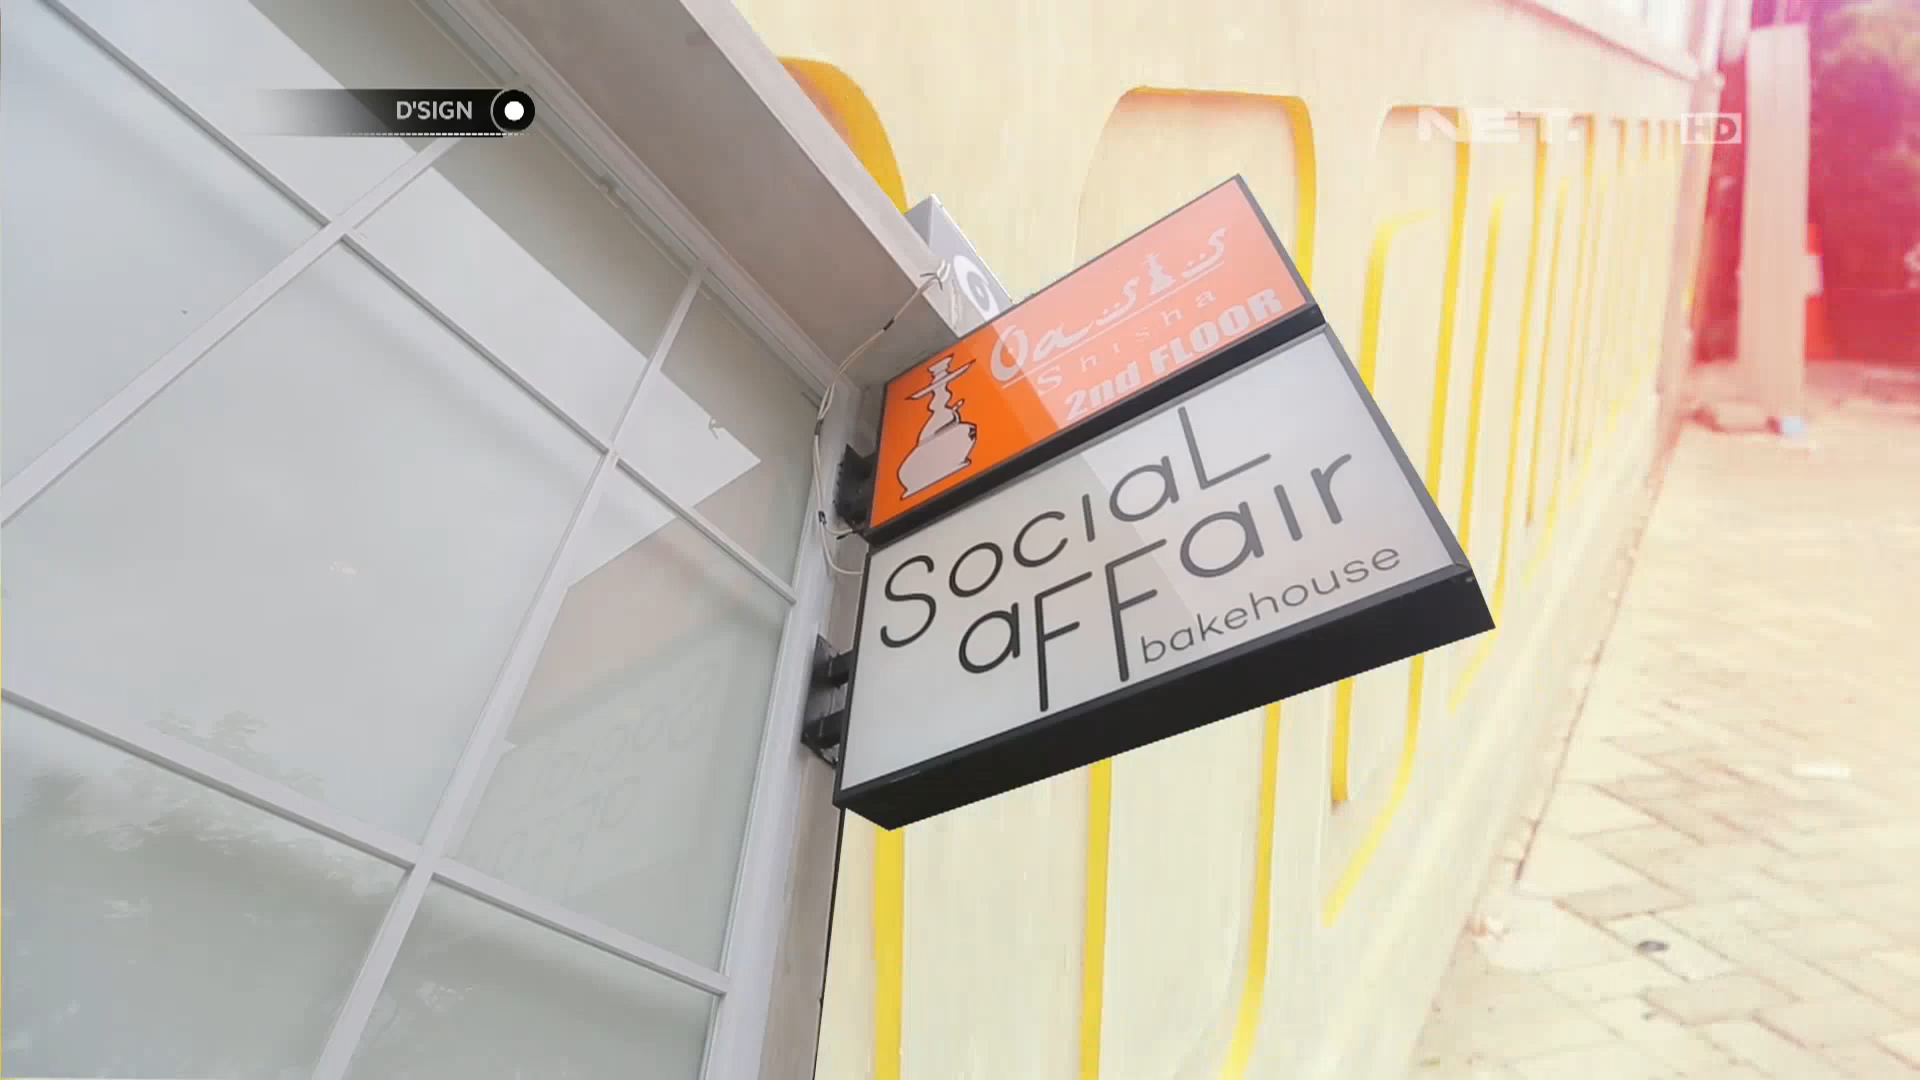 D'SIGN
NET.
HD
Oasis
Shisha
2nd FLOOR
SociaL
aFFair
bakehouse